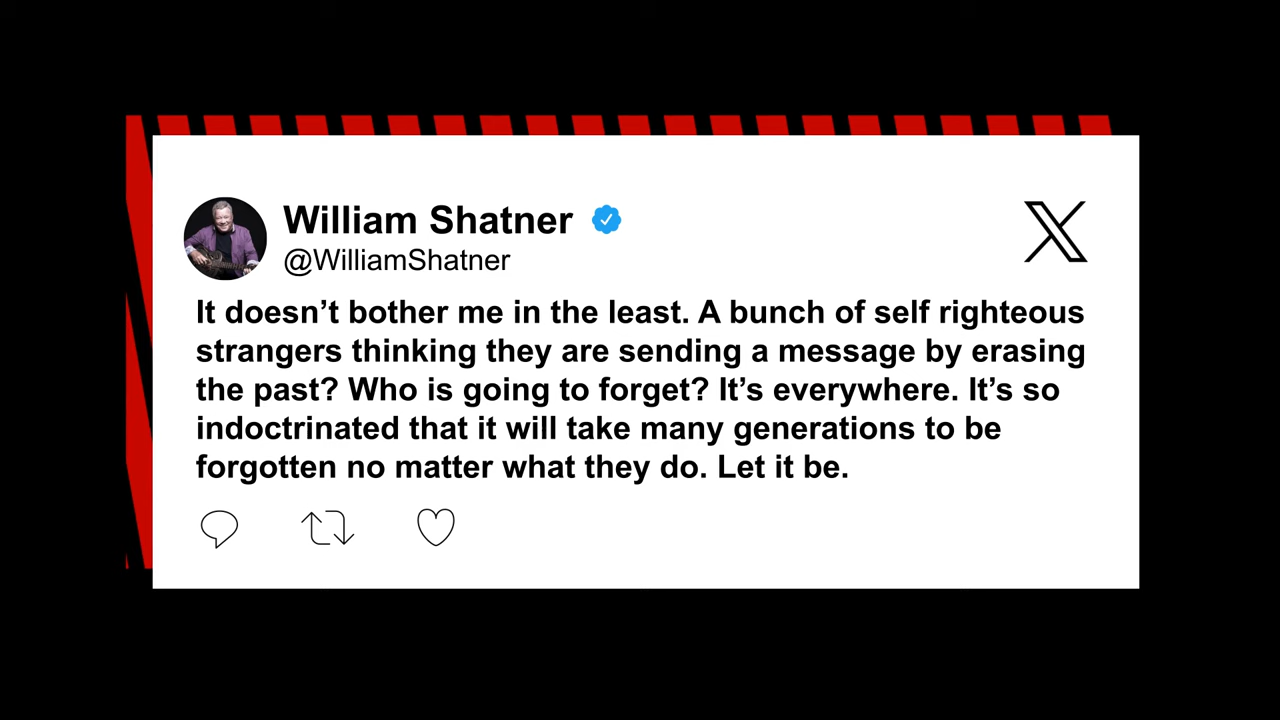 William Shatner
@WilliamShatner
It doesn’t bother me in the least. A bunch of self righteous
strangers thinking they are sending a message by erasing
the past? Who is going to forget? It’s everywhere. It’s so
indoctrinated that it will take many generations to be
forgotten no matter what they do. Let it be.